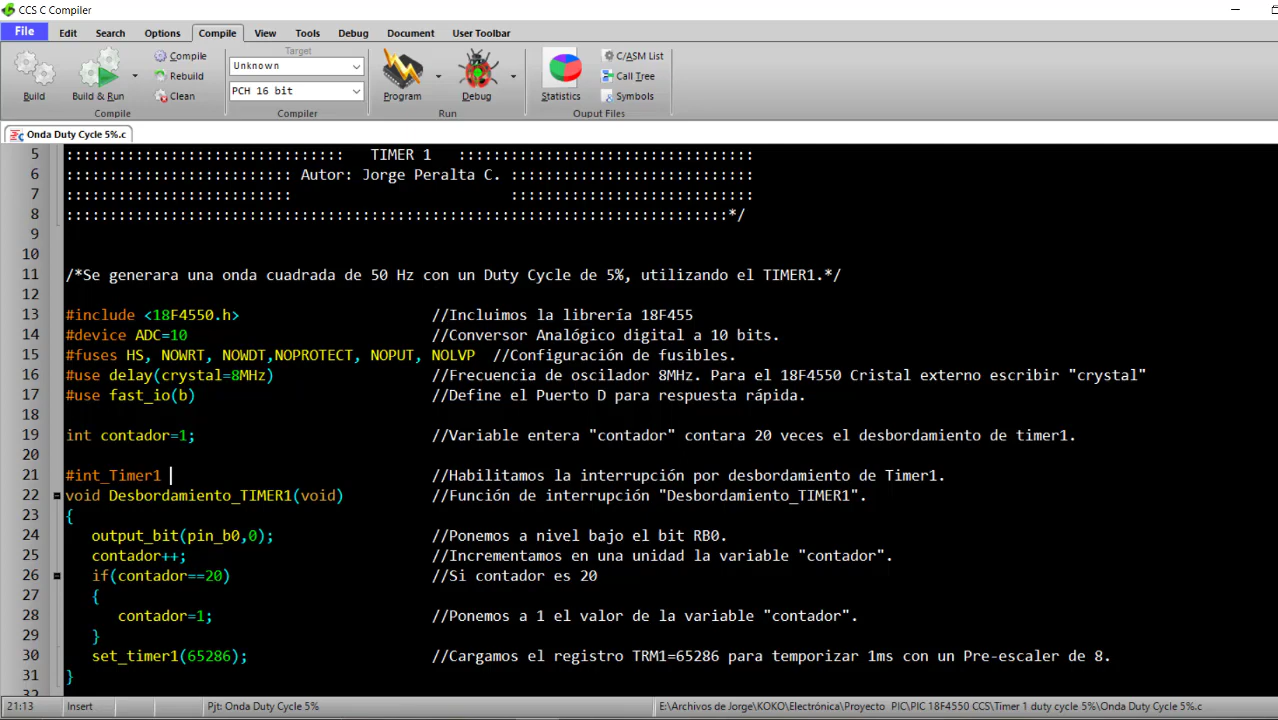 CCS C Compiler
File Edit Search Options Compile View Tools Debug Document User Toolbar
Build
Build & Run
Compile
Rebuild
Clean
Compile
Target
Unknown
PCH 16 bit
Compiler
Program
Debug
Run
Statistics
C/ASM List
Call Tree
Symbols
Ouput Files
Onda Duty Cycle 5%.c
5 :::::::::::::::::::::::::::::::: TIMER 1 ::::::::::::::::::::::::::::::::::
6 :::::::::::::::::::::::::: Autor: Jorge Peralta C. ::::::::::::::::::::::::::::
7 :::::::::::::::::::::::::: ::::::::::::::::::::::::::::
8 ::::::::::::::::::::::::::::::::::::::::::::::::::::::::::::::::::::::::::::*/
9
10
11 /*Se generara una onda cuadrada de 50 Hz con un Duty Cycle de 5%, utilizando el TIMER1.*/
12
13 #include <18F4550.h> //Incluimos la librería 18F455
14 #device ADC=10 //Conversor Analógico digital a 10 bits.
15 #fuses HS, NOWRT, NOWDT,NOPROTECT, NOPUT, NOLVP //Configuración de fusibles.
16 #use delay(crystal=8MHz) //Frecuencia de oscilador 8MHz. Para el 18F4550 Cristal externo escribir "crystal"
17 #use fast_io(b) //Define el Puerto D para respuesta rápida.
18
19 int contador=1; //Variable entera "contador" contara 20 veces el desbordamiento de timer1.
20
21 #int_Timer1 //Habilitamos la interrupción por desbordamiento de Timer1.
22 void Desbordamiento_TIMER1(void) //Función de interrupción "Desbordamiento_TIMER1".
23 {
24 output_bit(pin_b0,0); //Ponemos a nivel bajo el bit RB0.
25 contador++; //Incrementamos en una unidad la variable "contador".
26 if(contador==20) //Si contador es 20
27 {
28 contador=1; //Ponemos a 1 el valor de la variable "contador".
29 }
30 set_timer1(65286); //Cargamos el registro TRM1=65286 para temporizar 1ms con un Pre-escaler de 8.
31 }
32
21:13 Insert Pjt: Onda Duty Cycle 5% E:\Archivos de Jorge\KOKO\Electrónica\Proyecto PIC\PIC 18F4550 CCS\Timer 1 duty cycle 5%\Onda Duty Cycle 5%.c